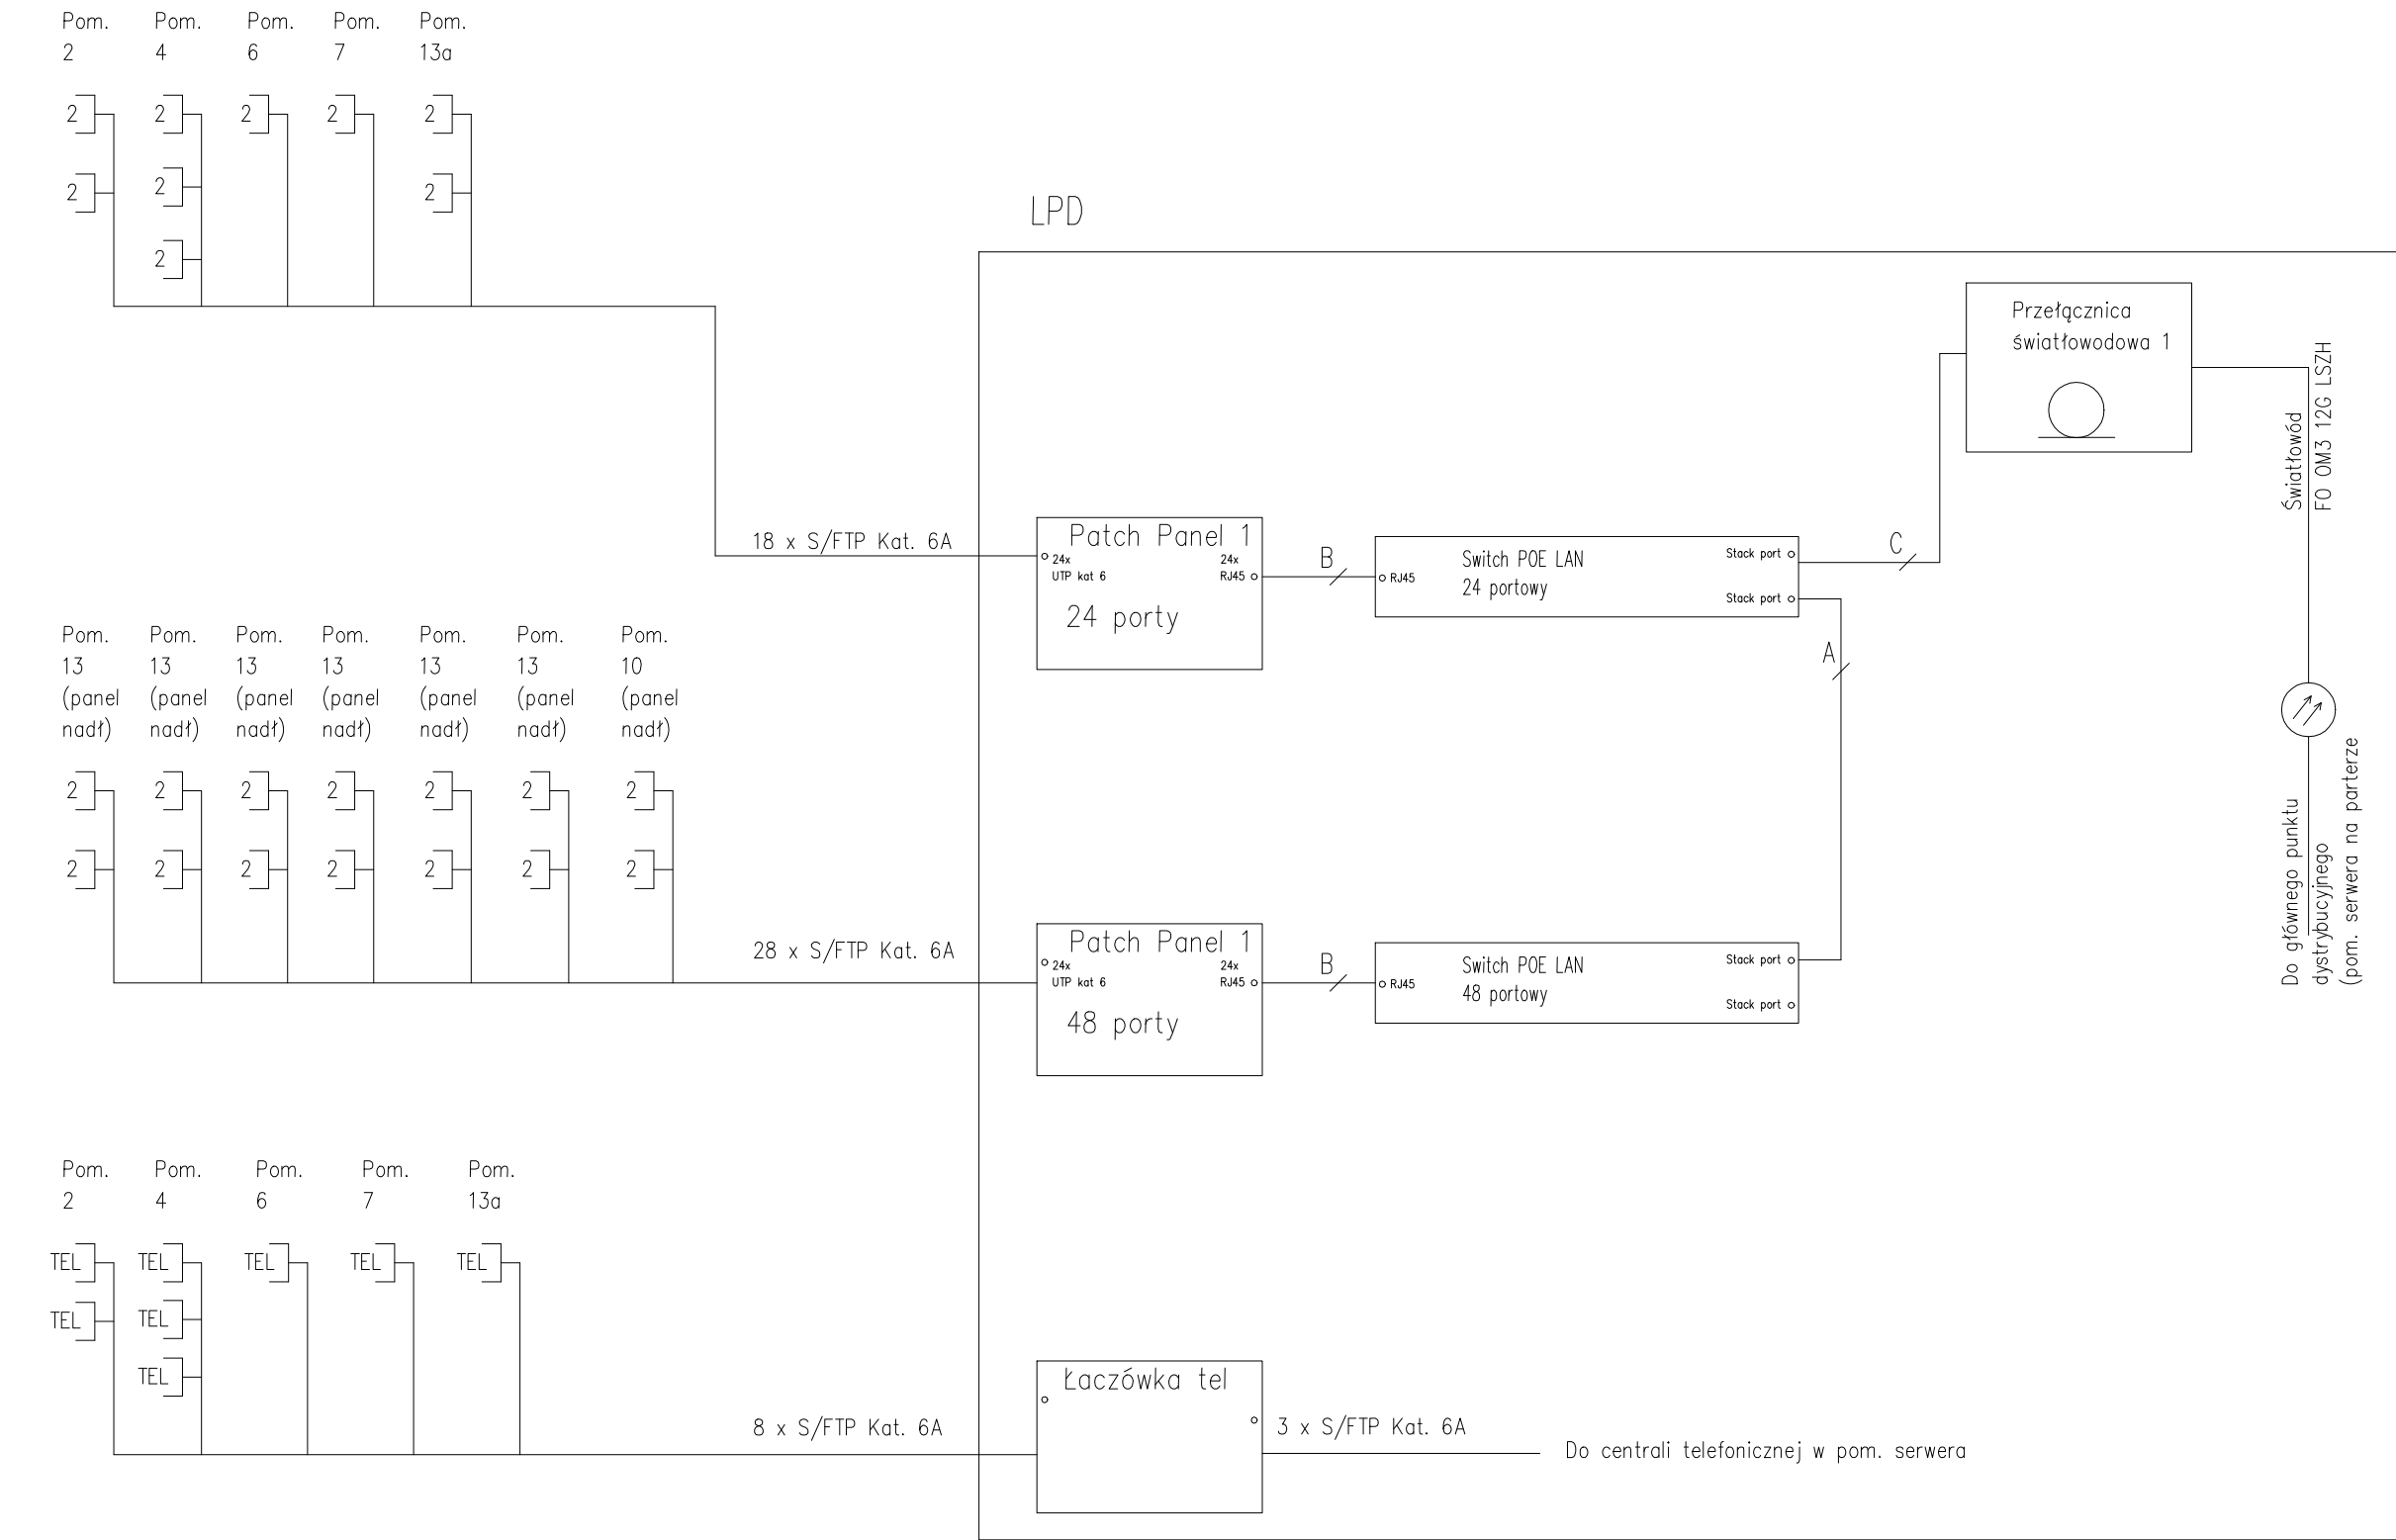 Pom.
2
Pom.
4
Pom.
6
Pom.
7
Pom.
13a
2
2
2
2
2
2
2
2
2
LPD
Przełącznica
światłowodowa 1
Światłowód
FO OM3 12G LSZH
18 x S/FTP Kat. 6A
Patch Panel 1
24x
UTP kat 6
24x
RJ45
24 porty
B
RJ45
Switch POE LAN
24 portowy
Stack port
Stack port
C
A
Pom.
13
(panel
nadł)
Pom.
13
(panel
nadł)
Pom.
13
(panel
nadł)
Pom.
13
(panel
nadł)
Pom.
13
(panel
nadł)
Pom.
13
(panel
nadł)
Pom.
10
(panel
nadł)
2
2
2
2
2
2
2
2
2
2
2
2
2
2
28 x S/FTP Kat. 6A
Patch Panel 1
24x
UTP kat 6
24x
RJ45
48 porty
B
RJ45
Switch POE LAN
48 portowy
Stack port
Stack port
Do głównego punktu
dystrybucyjnego
(pom. serwera na parterze
Pom.
2
Pom.
4
Pom.
6
Pom.
7
Pom.
13a
TEL
TEL
TEL
TEL
TEL
TEL
TEL
TEL
8 x S/FTP Kat. 6A
Łaczówka tel
3 x S/FTP Kat. 6A
Do centrali telefonicznej w pom. serwera